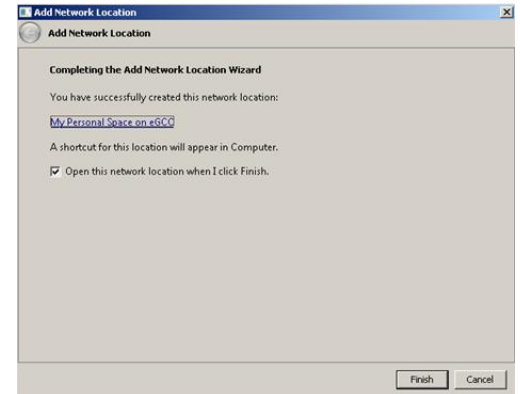 Add Network Location
Add Network Location
Completing the Add Network Location Wizard
You have successfully created this network location:
My Personal Space on eGCC
A shortcut for this location will appear in Computer.
Open this network location when I click Finish.
Finish Cancel